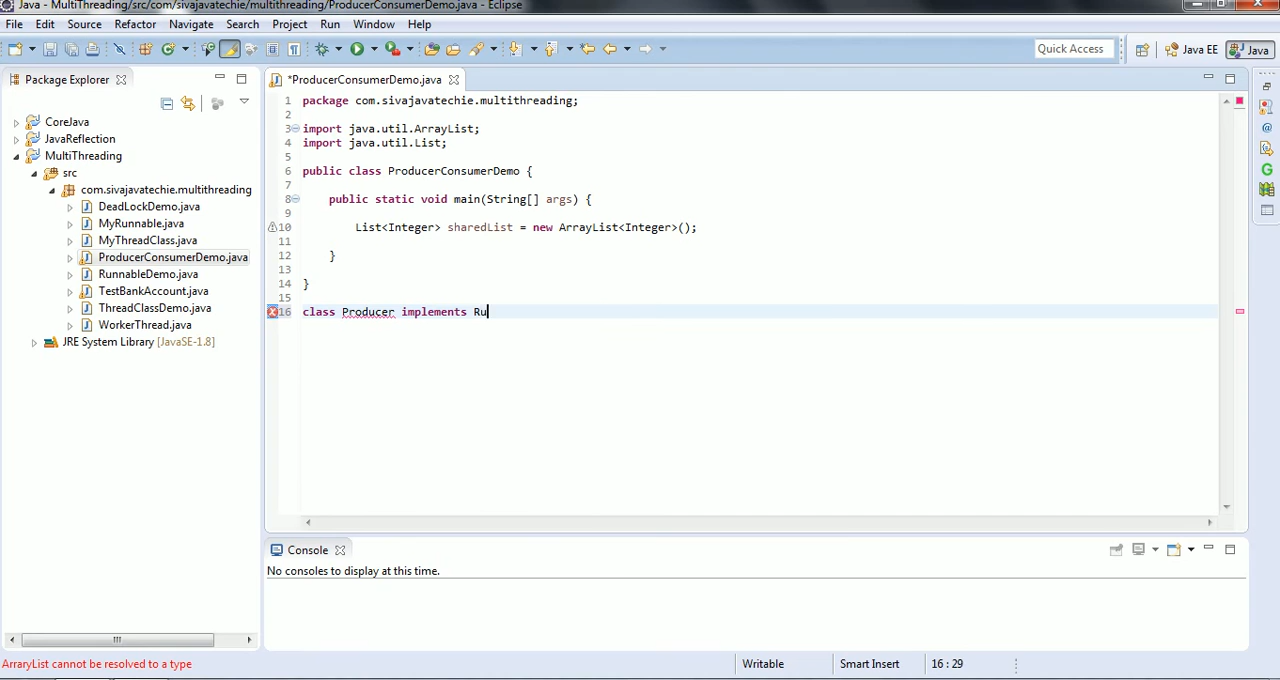 Java - MultiThreading/src/com/sivajavatechie/multithreading/ProducerConsumerDemo.java - Eclipse
File Edit Source Refactor Navigate Search Project Run Window Help
Quick Access Java EE Java
Package Explorer
CoreJava
JavaReflection
MultiThreading
src
com.sivajavatechie.multithreading
DeadLockDemo.java
MyRunnable.java
MyThreadClass.java
ProducerConsumerDemo.java
RunnableDemo.java
TestBankAccount.java
ThreadClassDemo.java
WorkerThread.java
JRE System Library [JavaSE-1.8]
*ProducerConsumerDemo.java
1 package com.sivajavatechie.multithreading;
2
3 import java.util.ArrayList;
4 import java.util.List;
5
6 public class ProducerConsumerDemo {
7
8 public static void main(String[] args) {
9
10 List<Integer> sharedList = new ArrayList<Integer>();
11
12 }
13
14 }
15
16 class Producer implements Ru
Console
No consoles to display at this time.
ArraryList cannot be resolved to a type
Writable Smart Insert 16 : 29